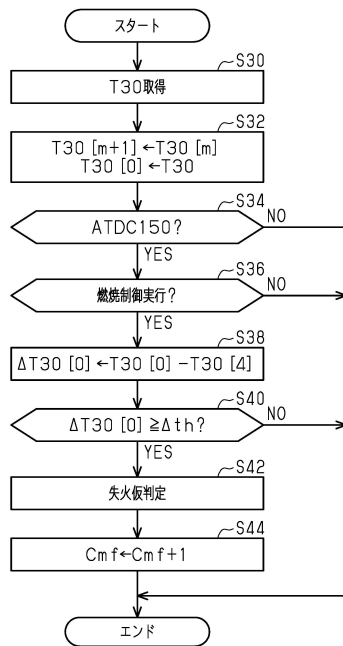 スタート
S30
T30取得
S32
T30 [m+1] ←T30 [m]
T30 [0] ←T30
S34
ATDC150?
NO
YES
S36
燃焼制御実行?
NO
YES
S38
ΔT30 [0] ←T30 [0] −T30 [4]
S40
ΔT30 [0] ≧Δth?
NO
YES
S42
失火仮判定
S44
Cmf←Cmf+1
エンド